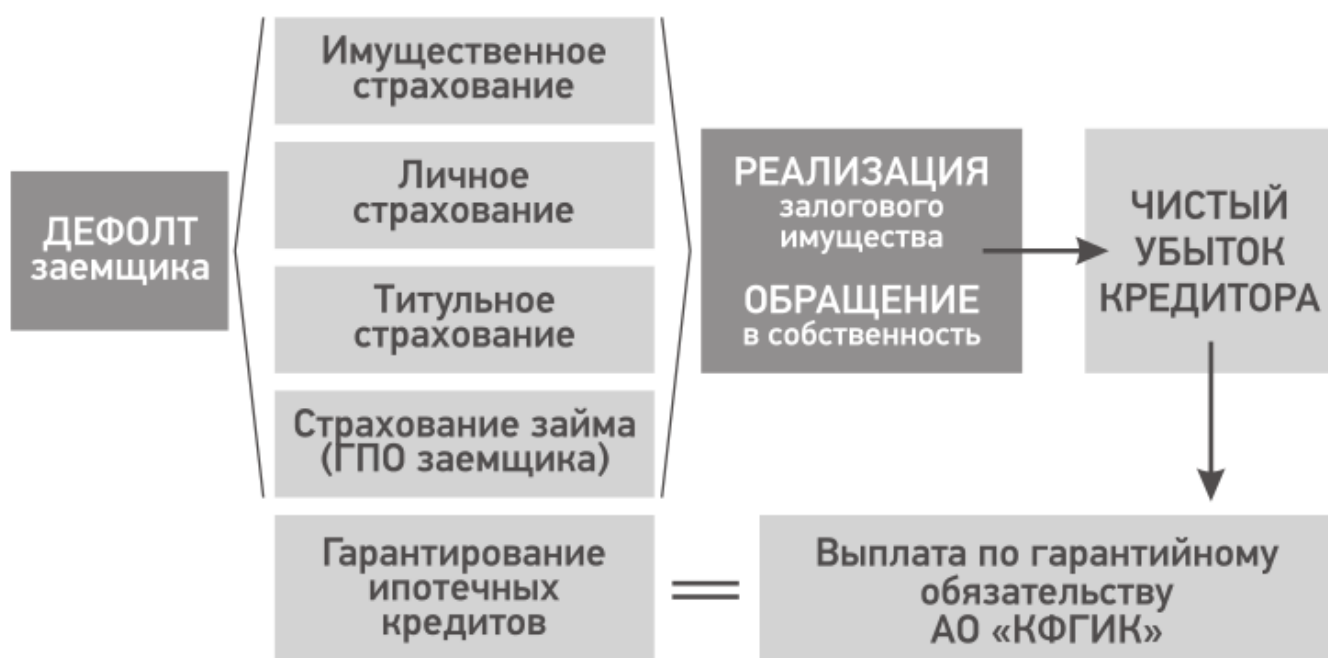 ДЕФОЛТ
заемщика
Имущественное
страхование
Личное
страхование
Титульное
страхование
Страхование займа
(ГПО заемщика)
РЕАЛИЗАЦИЯ
залогового
имущества
ОБРАЩЕНИЕ
в собственность
ЧИСТЫЙ
УБЫТОК
КРЕДИТОРА
Гарантирование
ипотечных
кредитов
=
Выплата по гарантийному
обязательству
АО «КФГИК»